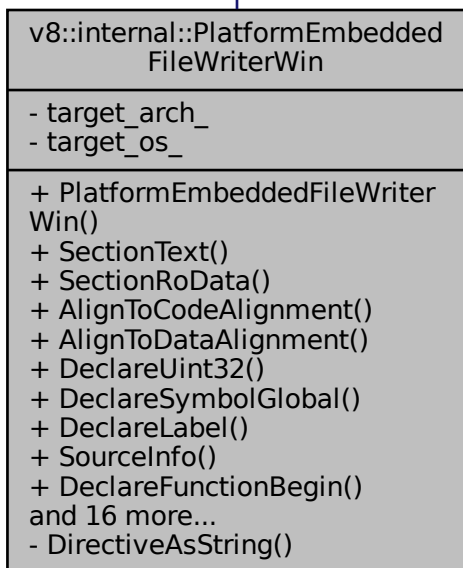 v8::internal::PlatformEmbedded
FileWriterWin
- target_arch_
- target_os_
+ PlatformEmbeddedFileWriter
Win()
+ SectionText()
+ SectionRoData()
+ AlignToCodeAlignment()
+ AlignToDataAlignment()
+ DeclareUint32()
+ DeclareSymbolGlobal()
+ DeclareLabel()
+ SourceInfo()
+ DeclareFunctionBegin()
and 16 more...
- DirectiveAsString()